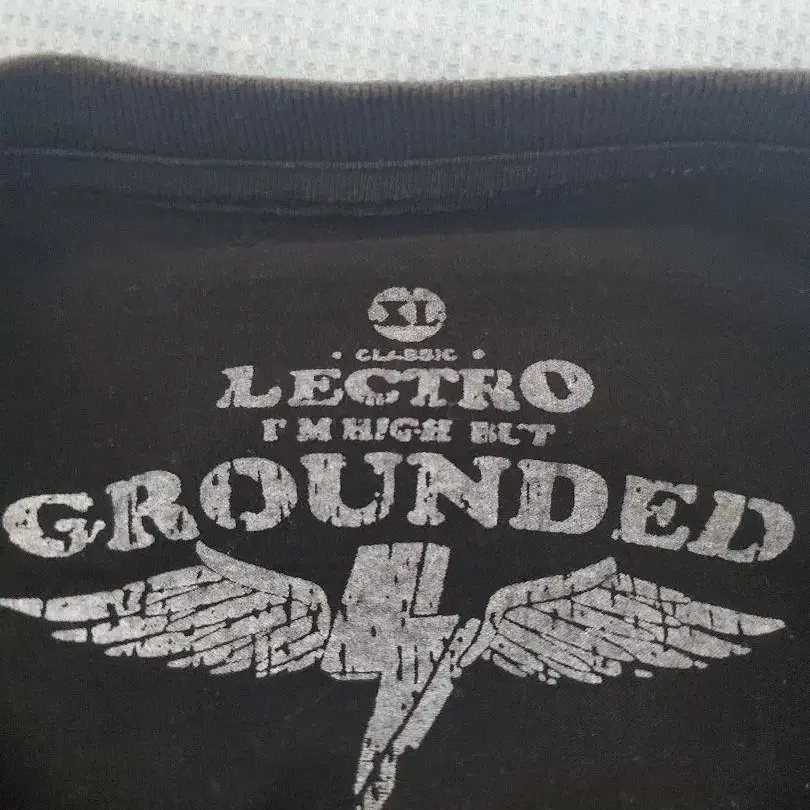 XL
• CLASSIC •
LECTRO
I'M HIGH BUT
GROUNDED